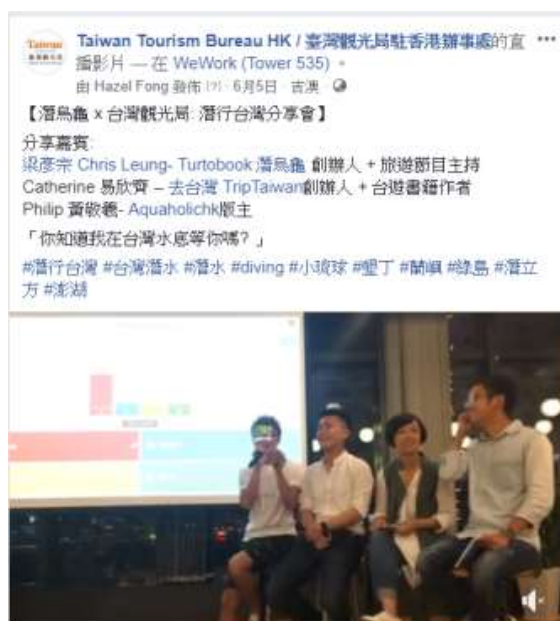 Taiwan Tourism Bureau HK / 臺灣觀光局駐香港辦事處的直
播影片 — 在 WeWork (Tower 535)。
由 Hazel Fong 發佈 [?] · 6月5日 · 吉澳 ·
【潛烏龜 x 台灣觀光局: 潛行台灣分享會】
分享嘉賓:
梁彥宗 Chris Leung- Turtobook 潛烏龜 創辦人 + 旅遊節目主持
Catherine 易欣齊 – 去台灣 TripTaiwan創辦人 + 台遊書籍作者
Philip 黃敬羲- Aquaholichk版主
「你知道我在台灣水底等你嗎? 」
#潛行台灣 #台灣潛水 #潛水 #diving #小琉球 #墾丁 #蘭嶼 #綠島 #潛立
方 #澎湖